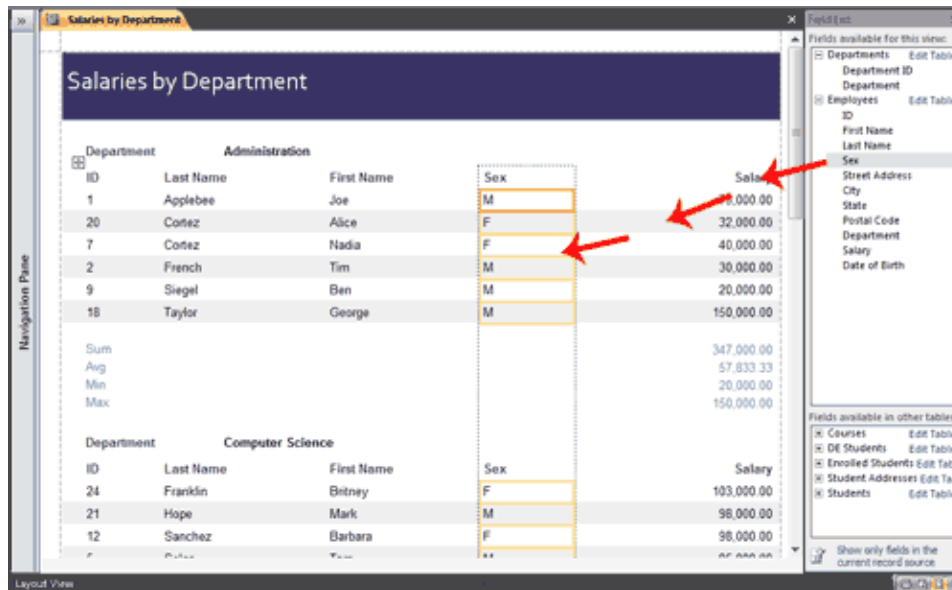 Salaries by Department
Field List
Fields available for this view:
Departments Edit Table
Department ID
Department
Employees Edit Table
ID
First Name
Last Name
Sex
Street Address
City
State
Postal Code
Department
Salary
Date of Birth
Fields available in other tables
Courses Edit Table
DE Students Edit Table
Enrolled Students Edit Tab
Student Addresses Edit Ta
Students Edit Table
Show only fields in the
current record source
Navigation Pane
Salaries by Department
Department Administration
ID Last Name First Name Sex
1 Applebee Joe M
20 Cortez Alice F 32,000.00
7 Cortez Nadia F 40,000.00
2 French Tim M 30,000.00
9 Siegel Ben M 20,000.00
18 Taylor George M 150,000.00
Sum 347,000.00
Avg 57,833.33
Min 20,000.00
Max 150,000.00
Department Computer Science
ID Last Name First Name Sex Salary
24 Franklin Britney F 103,000.00
21 Hope Mark M 98,000.00
12 Sanchez Barbara F 98,000.00
Layout View